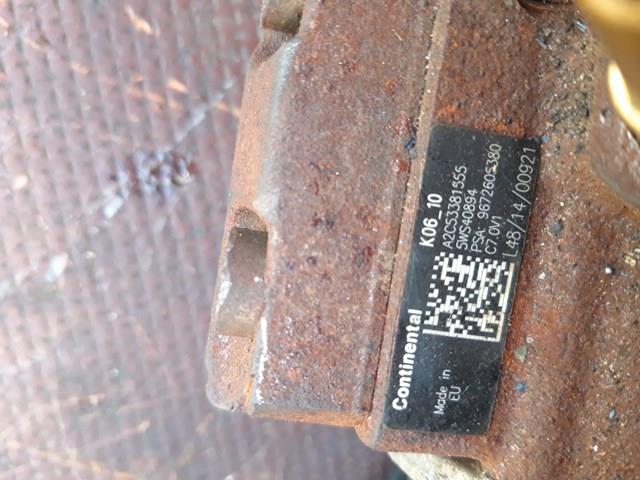 Continental K06_10
A2C53381555
5WS40894
PSA: 9672605380
C7.0V1
Made in
EU
L48/14/00921